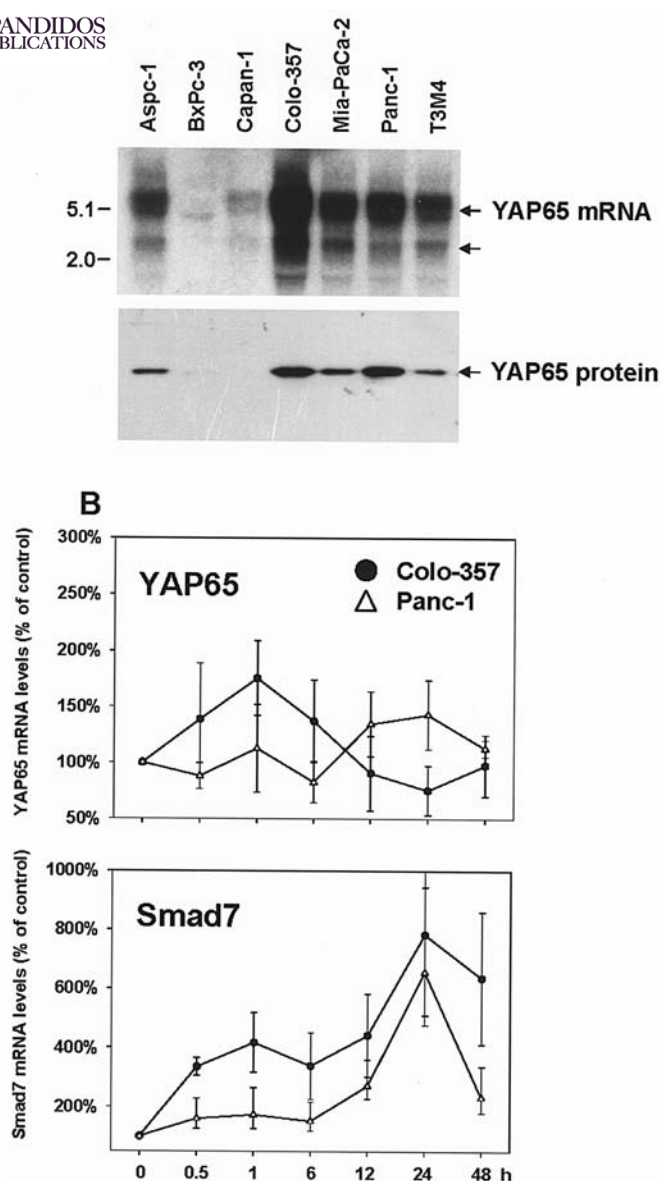 PANDIDOS
BLICATIONS
Aspc-1
BxPc-3
Capan-1
Colo-357
Mia-PaCa-2
Panc-1
T3M4
5.1
YAP65 mRNA
2.0
YAP65 protein
B
YAP65 mRNA levels (% of control)
300%
250%
200%
150%
100%
50%
YAP65
Colo-357
Panc-1
Smad7 mRNA levels (% of control)
1000%
800%
600%
400%
200%
Smad7
0 0.5 1 6 12 24 48 h